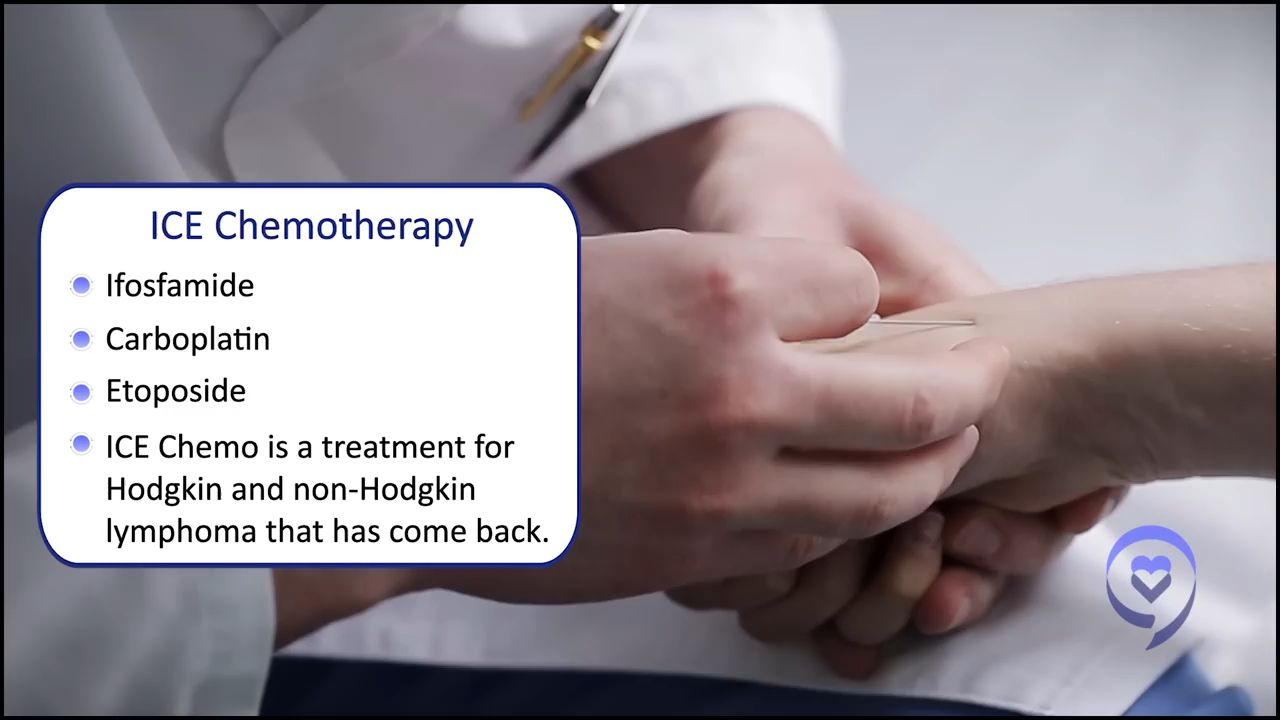 ICE Chemotherapy
Ifosfamide
Carboplatin
Etoposide
ICE Chemo is a treatment for
Hodgkin and non-Hodgkin
lymphoma that has come back.